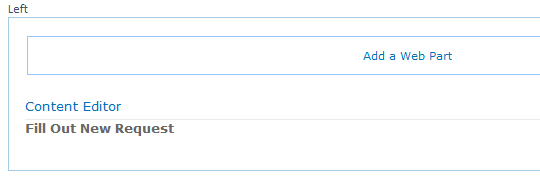 Left
Add a Web Part
Content Editor
Fill Out New Request